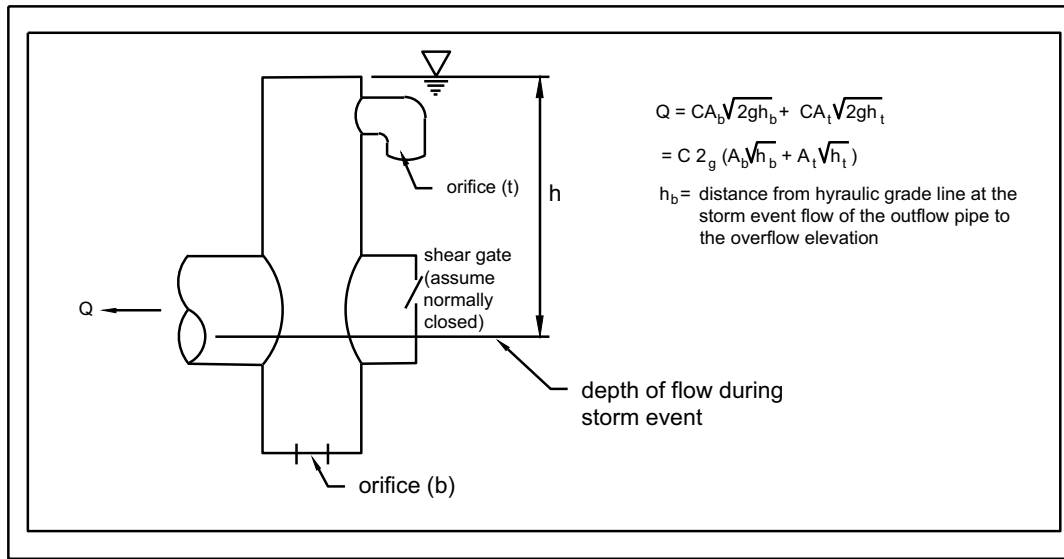 Q = CA_b√2gh_b + CA_t√2gh_t
= C 2_g (A_b√h_b + A_t√h_t)
h_b = distance from hyraulic grade line at the
storm event flow of the outflow pipe to
the overflow elevation
orifice (t)
h
shear gate
(assume
normally
closed)
Q
depth of flow during
storm event
orifice (b)